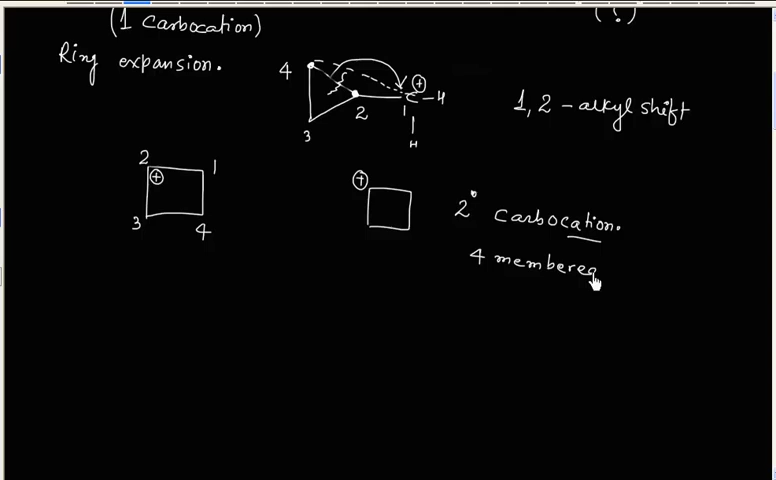 (1 Carbocation)
(?)
Ring expansion.
4
⊕
C – H
1
2
3
H
1, 2 – alkyl shift
2
1
⊕
3
4
⊕
2° carbocation.
4 membered